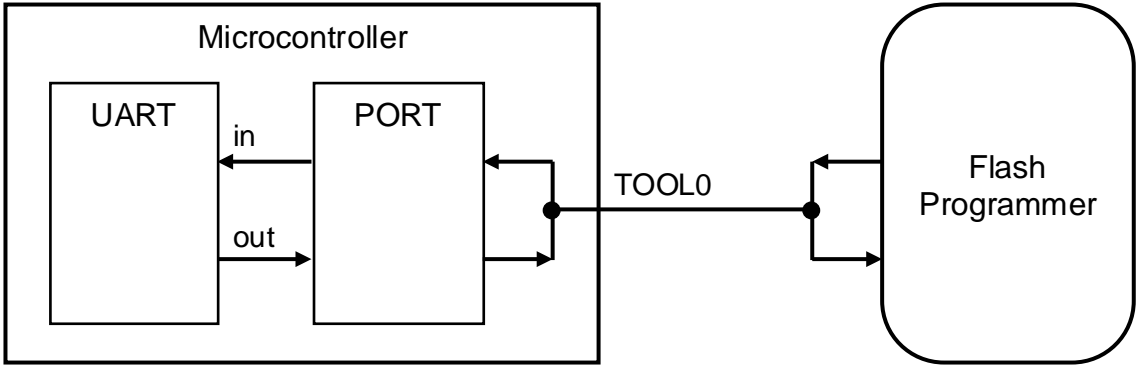 Microcontroller
UART
PORT
in
out
TOOL0
Flash
Programmer